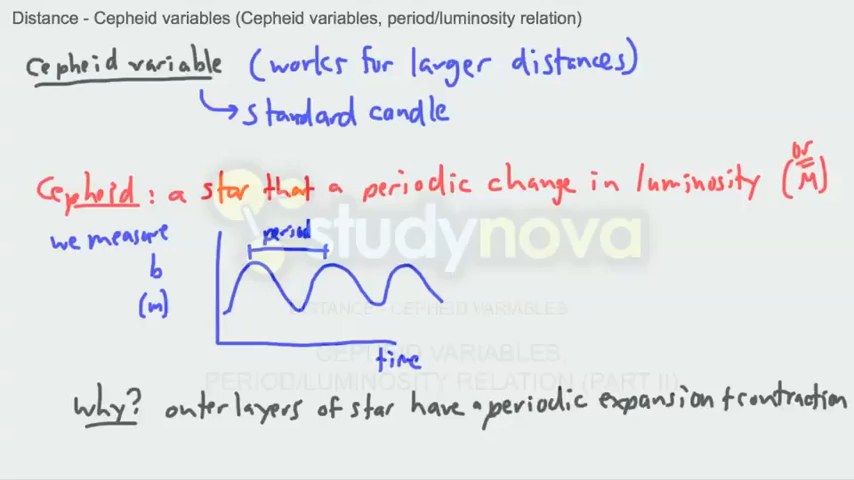 Distance - Cepheid variables (Cepheid variables, period/luminosity relation)
Cepheid variable (works for larger distances)
standard candle
or
Cepheid : a star that a periodic change in luminosity (M)
studynova
we measure
b
(m)
period
time
DISTANCE - CEPHEID VARIABLES
CEPHEID VARIABLES,
PERIOD/LUMINOSITY RELATION (PART II)
Why? outer layers of star have a periodic expansion + contraction